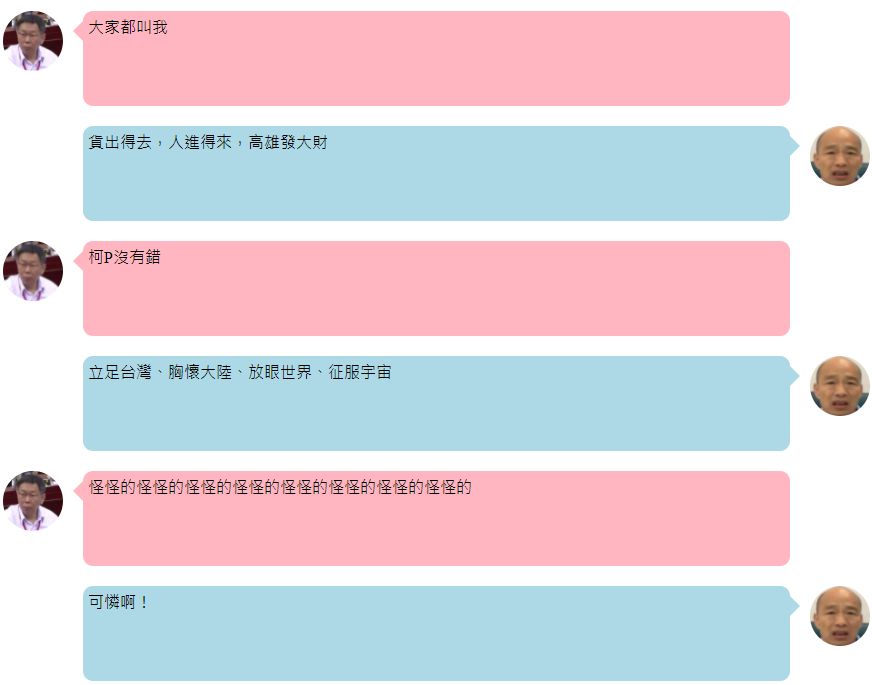 大家都叫我
貨出得去，人進得來，高雄發大財
柯P沒有錯
立足台灣、胸懷大陸、放眼世界、征服宇宙
怪怪的怪怪的怪怪的怪怪的怪怪的怪怪的怪怪的怪怪的
可憐啊！